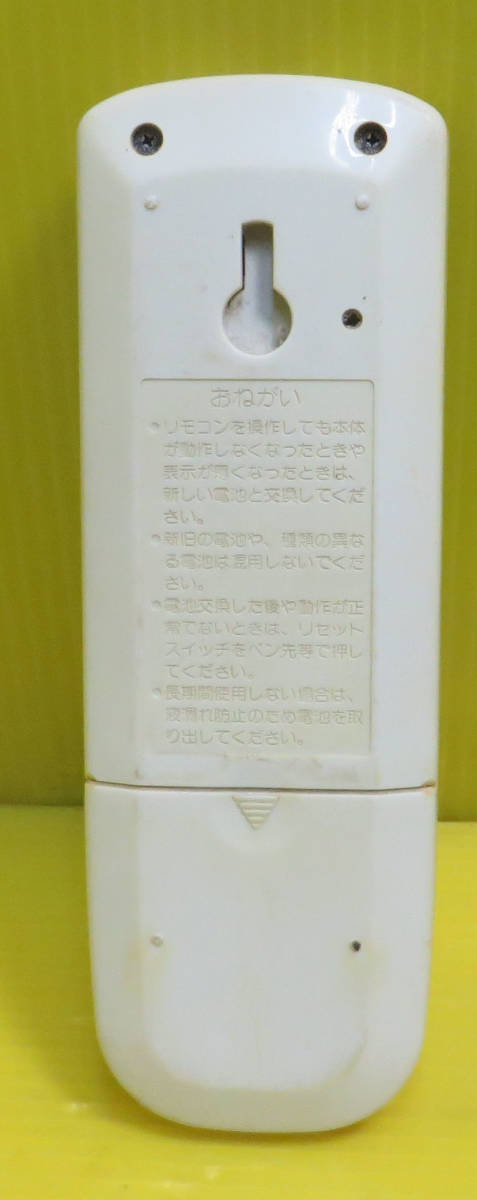 おねがい
●リモコンを操作しても本体
が動作しなくなったときや
表示が薄くなったときは、
新しい電池と交換してくだ
さい。
●新旧の電池や、種類の異な
る電池は混用しないでくだ
さい。
●電池交換した後や動作が正
常でないときは、リセット
スイッチをペン先等で押し
てください。
●長期間使用しない場合は、
液漏れ防止のため電池を取
り出してください。